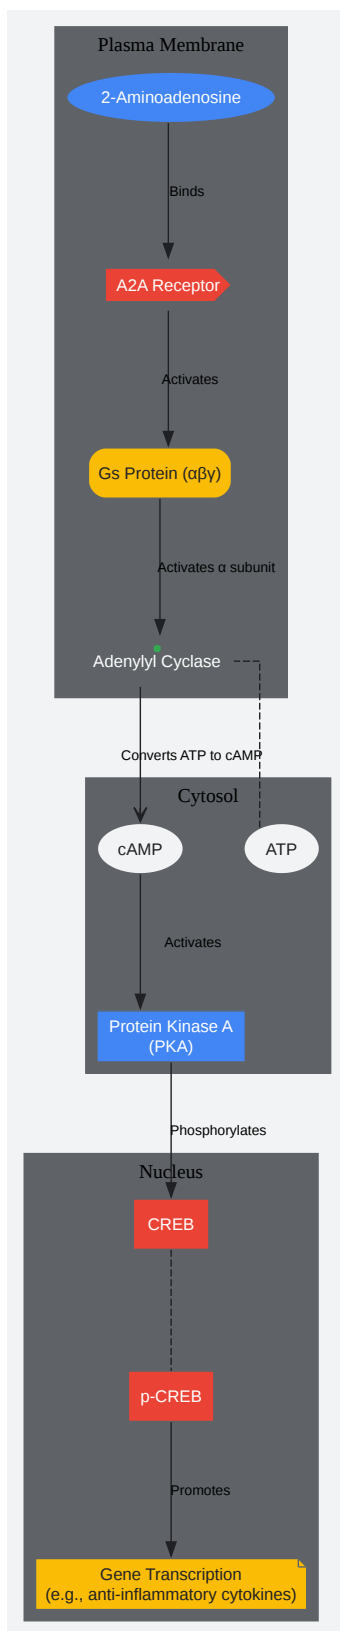 Plasma Membrane
2-Aminoadenosine
Binds
A2A Receptor
Activates
Gs Protein (αβγ)
Activates α subunit
Adenylyl Cyclase
Converts ATP to cAMP
Cytosol
cAMP
ATP
Activates
Protein Kinase A
(PKA)
Phosphorylates
Nucleus
CREB
p-CREB
Promotes
Gene Transcription
(e.g., anti-inflammatory cytokines)